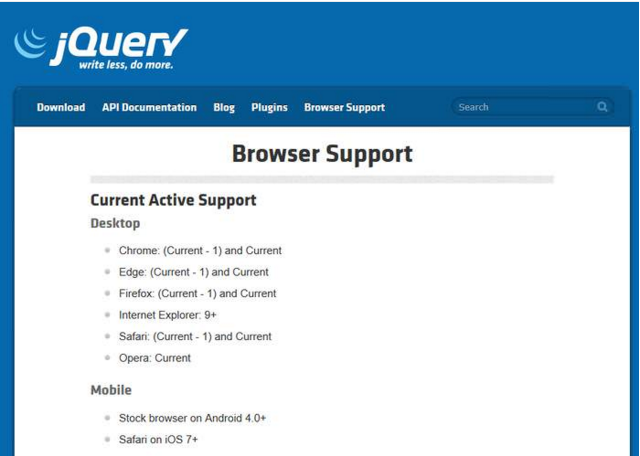 jQuery
write less, do more.
Download API Documentation Blog Plugins Browser Support Search
Browser Support
Current Active Support
Desktop
Chrome: (Current - 1) and Current
Edge: (Current - 1) and Current
Firefox: (Current - 1) and Current
Internet Explorer: 9+
Safari: (Current - 1) and Current
Opera: Current
Mobile
Stock browser on Android 4.0+
Safari on iOS 7+